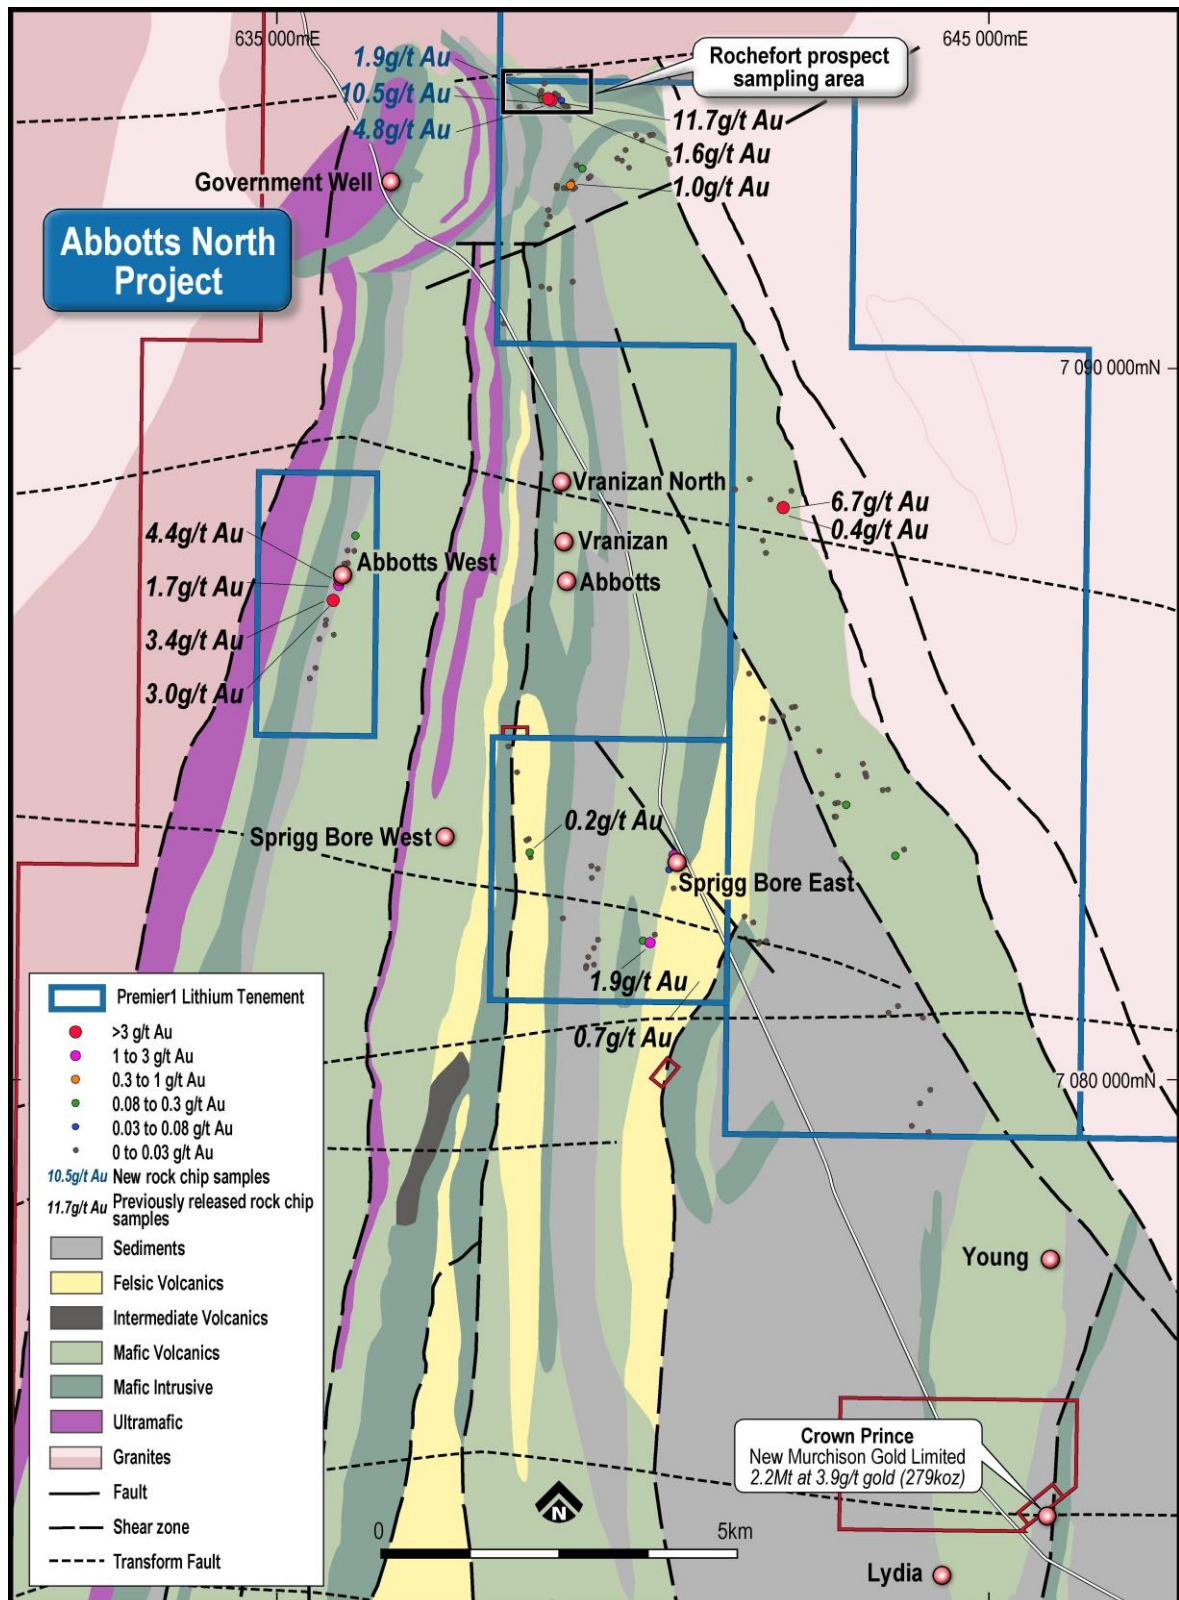 635 000mE
645 000mE
1.9g/t Au
Rochefort prospect
sampling area
10.5g/t Au
11.7g/t Au
4.8g/t Au
1.6g/t Au
Government Well
1.0g/t Au
Abbotts North
Project
7 090 000mN
Vranizan North
6.7g/t Au
0.4g/t Au
4.4g/t Au
Vranizan
Abbotts West
1.7g/t Au
Abbotts
3.4g/t Au
3.0g/t Au
0.2g/t Au
Sprigg Bore West
Sprigg Bore East
1.9g/t Au
0.7g/t Au
7 080 000mN
Premier1 Lithium Tenement
>3 g/t Au
1 to 3 g/t Au
0.3 to 1 g/t Au
0.08 to 0.3 g/t Au
0.03 to 0.08 g/t Au
0 to 0.03 g/t Au
10.5g/t Au New rock chip samples
11.7g/t Au Previously released rock chip
samples
Sediments
Felsic Volcanics
Intermediate Volcanics
Mafic Volcanics
Mafic Intrusive
Ultramafic
Granites
Fault
Shear zone
Transform Fault
Young
Crown Prince
New Murchison Gold Limited
2.2Mt at 3.9g/t gold (279koz)
N
0
5km
Lydia